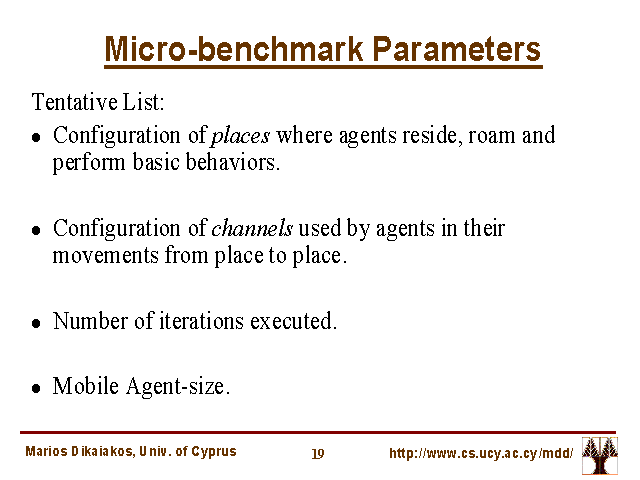 Micro-benchmark Parameters
Tentative List:
● Configuration of places where agents reside, roam and
perform basic behaviors.
● Configuration of channels used by agents in their
movements from place to place.
● Number of iterations executed.
● Mobile Agent-size.
Marios Dikaiakos, Univ. of Cyprus 19 http://www.cs.ucy.ac.cy/mdd/